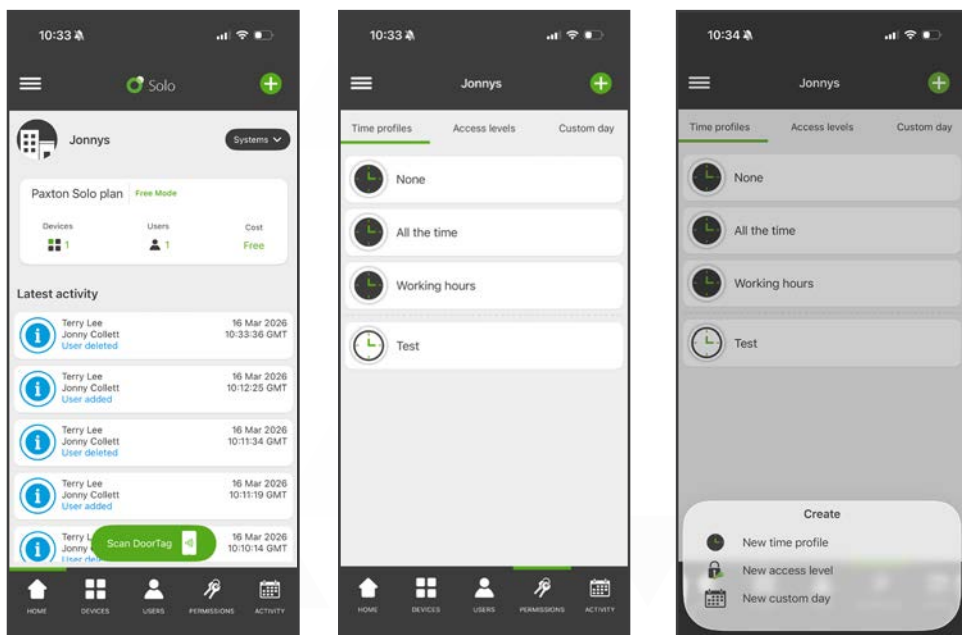 10:33
Solo
Jonnys
Systems
Paxton Solo plan Free Mode
Devices Users Cost
1 1 Free
Latest activity
Terry Lee 16 Mar 2026
Jonny Collett 10:33:36 GMT
User deleted
Terry Lee 16 Mar 2026
Jonny Collett 10:12:25 GMT
User added
Terry Lee 16 Mar 2026
Jonny Collett 10:11:34 GMT
User deleted
Terry Lee 16 Mar 2026
Jonny Collett 10:11:19 GMT
User added
Terry 16 Mar 2026
Jonny 10:10:14 GMT
User
Scan DoorTag
HOME DEVICES USERS PERMISSIONS ACTIVITY
10:33
Jonnys
Time profiles Access levels Custom day
None
All the time
Working hours
Test
HOME DEVICES USERS PERMISSIONS ACTIVITY
10:34
Jonnys
Time profiles Access levels Custom day
None
All the time
Working hours
Test
Create
New time profile
New access level
New custom day